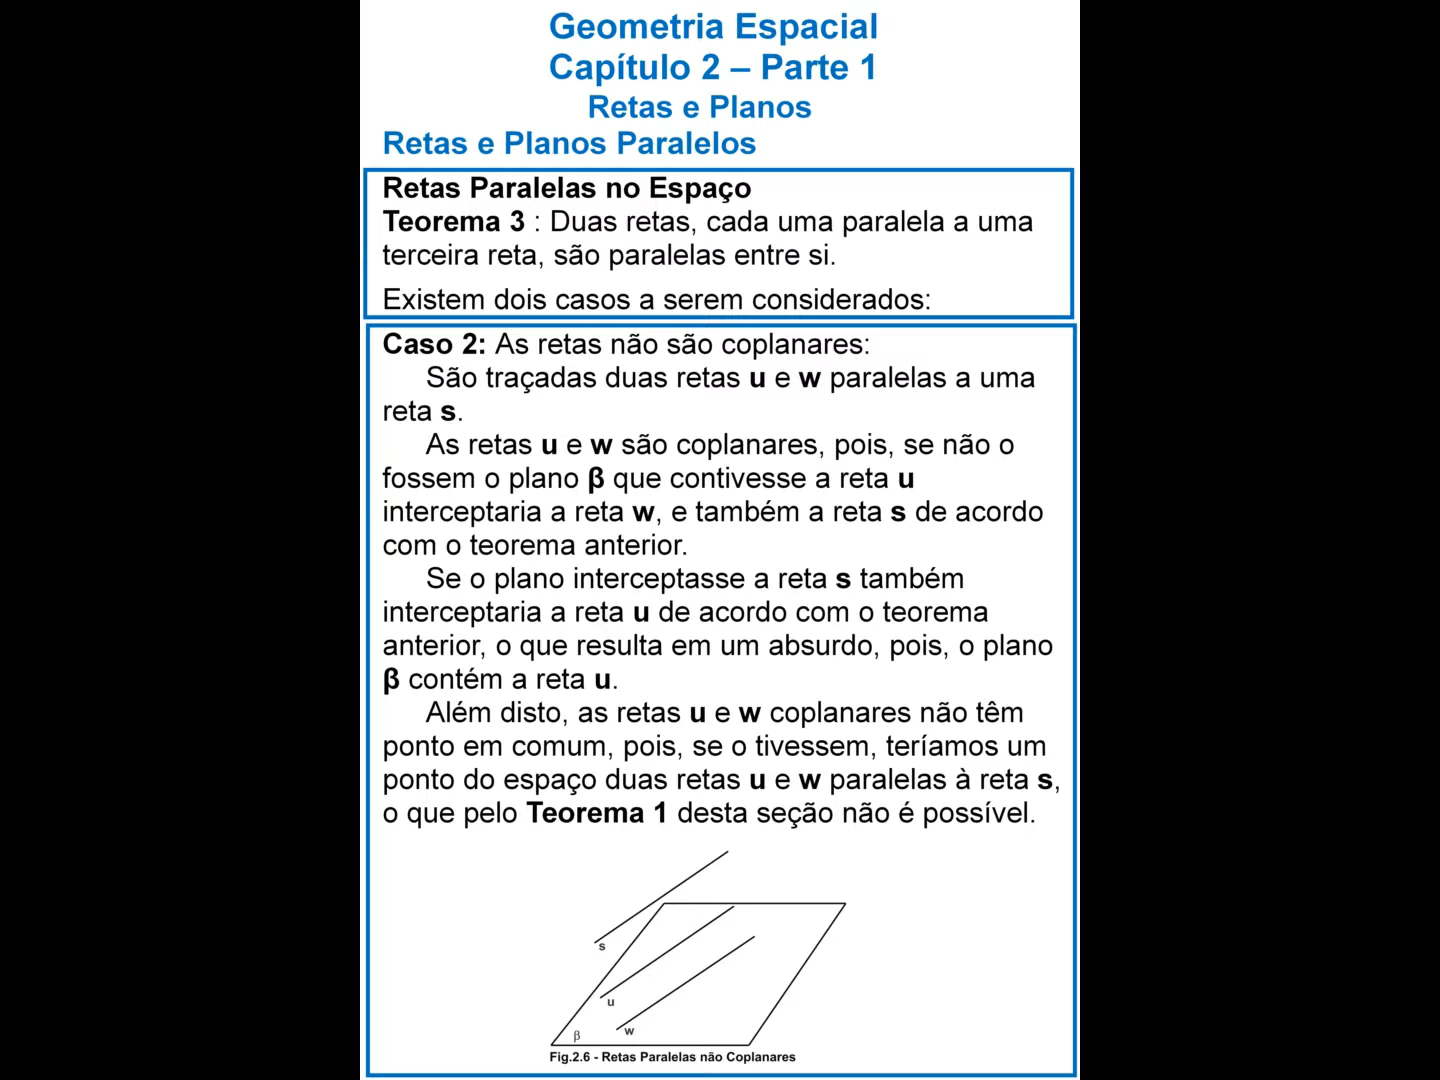 Geometria Espacial
Capítulo 2 – Parte 1
Retas e Planos
Retas e Planos Paralelos
Retas Paralelas no Espaço
Teorema 3 : Duas retas, cada uma paralela a uma
terceira reta, são paralelas entre si.
Existem dois casos a serem considerados:
Caso 2: As retas não são coplanares:
São traçadas duas retas u e w paralelas a uma
reta s.
As retas u e w são coplanares, pois, se não o
fossem o plano β que contivesse a reta u
interceptaria a reta w, e também a reta s de acordo
com o teorema anterior.
Se o plano interceptasse a reta s também
interceptaria a reta u de acordo com o teorema
anterior, o que resulta em um absurdo, pois, o plano
β contém a reta u.
Além disto, as retas u e w coplanares não têm
ponto em comum, pois, se o tivessem, teríamos um
ponto do espaço duas retas u e w paralelas à reta s,
o que pelo Teorema 1 desta seção não é possível.
s
u
w
β
Fig.2.6 - Retas Paralelas não Coplanares